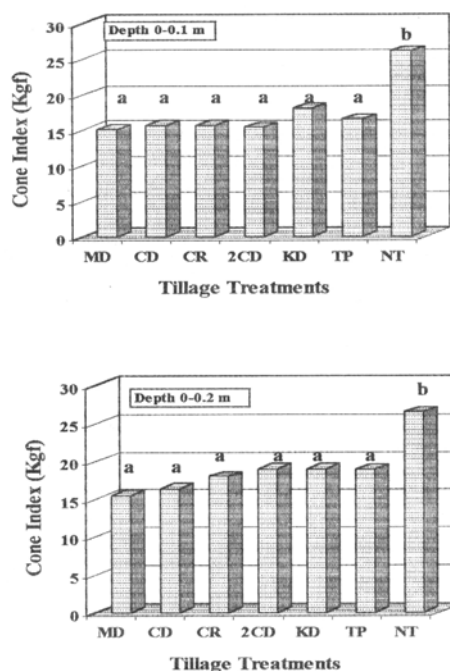 Depth 0-0.1 m
Cone Index (Kgf)
30
25
20
15
10
5
0
a a a a a a b
MD CD CR 2CD KD TP NT
Tillage Treatments
Depth 0-0.2 m
Cone Index (Kgf)
30
25
20
15
10
5
0
a a a a a a b
MD CD CR 2CD KD TP NT
Tillage Treatments